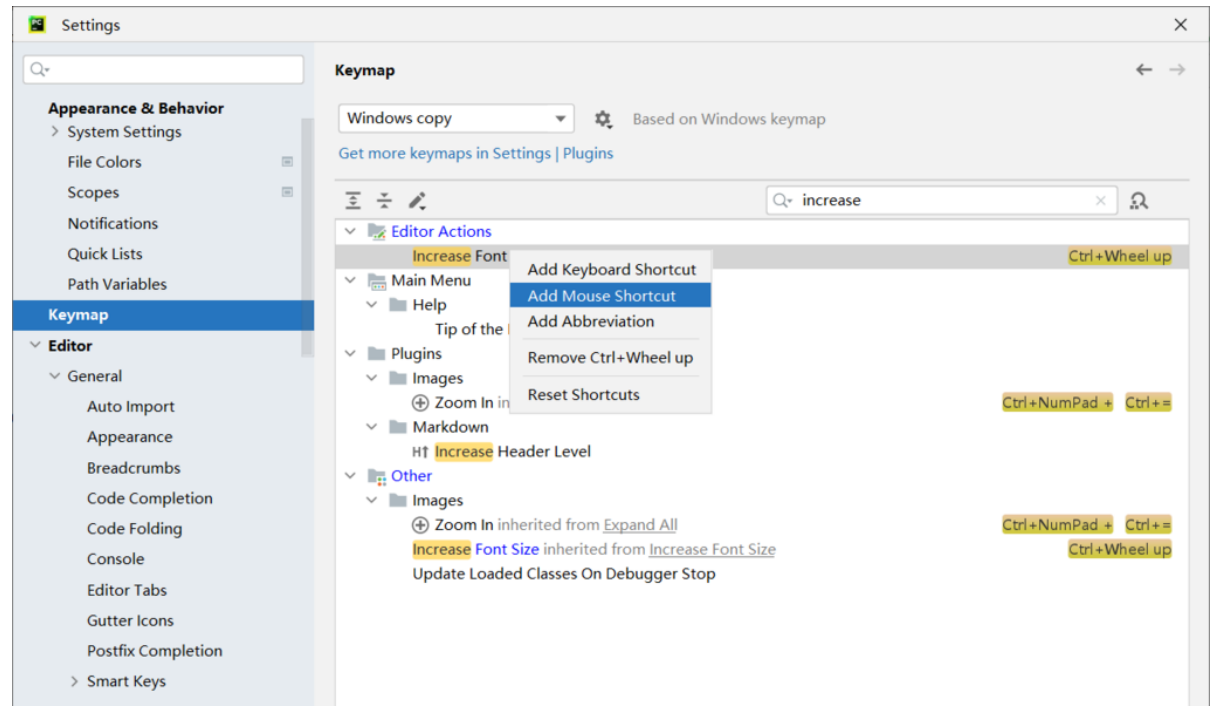 PC
Settings
Appearance & Behavior
System Settings
File Colors
Scopes
Notifications
Quick Lists
Path Variables
Keymap
Editor
General
Auto Import
Appearance
Breadcrumbs
Code Completion
Code Folding
Console
Editor Tabs
Gutter Icons
Postfix Completion
Smart Keys
Keymap
Windows copy
Based on Windows keymap
Get more keymaps in Settings | Plugins
increase
Editor Actions
Increase Font
Ctrl+Wheel up
Main Menu
Help
Tip of the
Plugins
Images
Zoom In in
Ctrl+NumPad + Ctrl+=
Markdown
H↑ Increase Header Level
Other
Images
Zoom In inherited from Expand All
Ctrl+NumPad + Ctrl+=
Increase Font Size inherited from Increase Font Size
Ctrl+Wheel up
Update Loaded Classes On Debugger Stop
Add Keyboard Shortcut
Add Mouse Shortcut
Add Abbreviation
Remove Ctrl+Wheel up
Reset Shortcuts